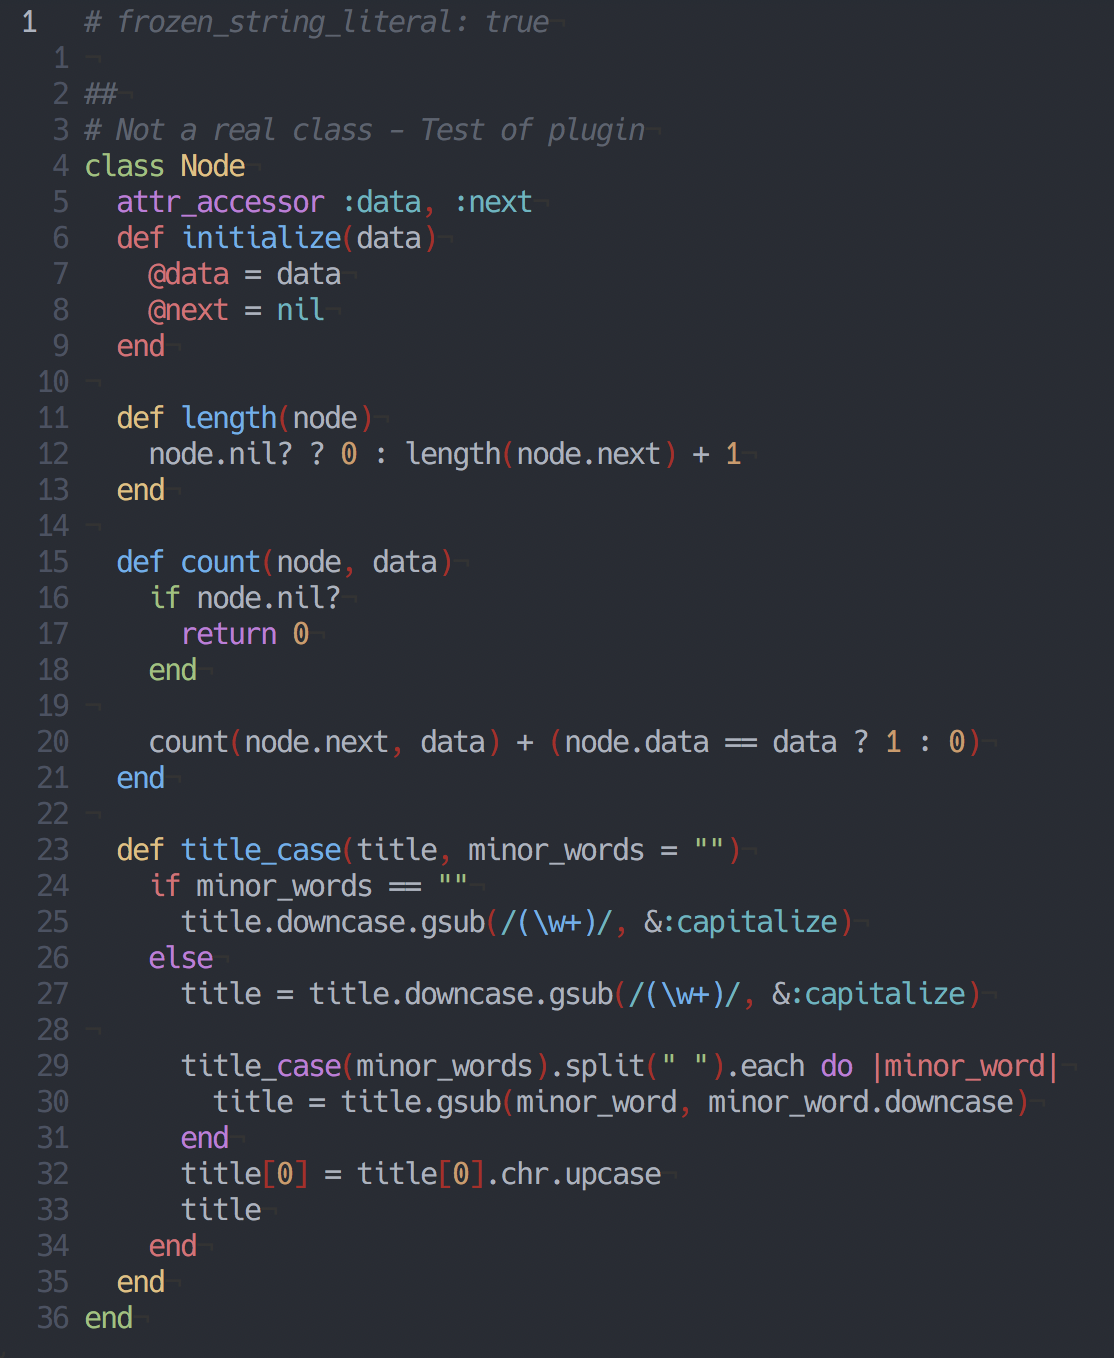 1 # frozen_string_literal: true¬
1 ¬
2 ##¬
3 # Not a real class - Test of plugin¬
4 class Node¬
5   attr_accessor :data, :next¬
6   def initialize(data)¬
7     @data = data¬
8     @next = nil¬
9   end¬
10 ¬
11   def length(node)¬
12     node.nil? ? 0 : length(node.next) + 1¬
13   end¬
14 ¬
15   def count(node, data)¬
16     if node.nil?¬
17       return 0¬
18     end¬
19 ¬
20     count(node.next, data) + (node.data == data ? 1 : 0)¬
21   end¬
22 ¬
23   def title_case(title, minor_words = "")¬
24     if minor_words == ""¬
25       title.downcase.gsub(/(\w+)/, &:capitalize)¬
26     else¬
27       title = title.downcase.gsub(/(\w+)/, &:capitalize)¬
28 ¬
29       title_case(minor_words).split(" ").each do |minor_word|¬
30         title = title.gsub(minor_word, minor_word.downcase)¬
31       end¬
32       title[0] = title[0].chr.upcase¬
33       title¬
34     end¬
35   end¬
36 end¬